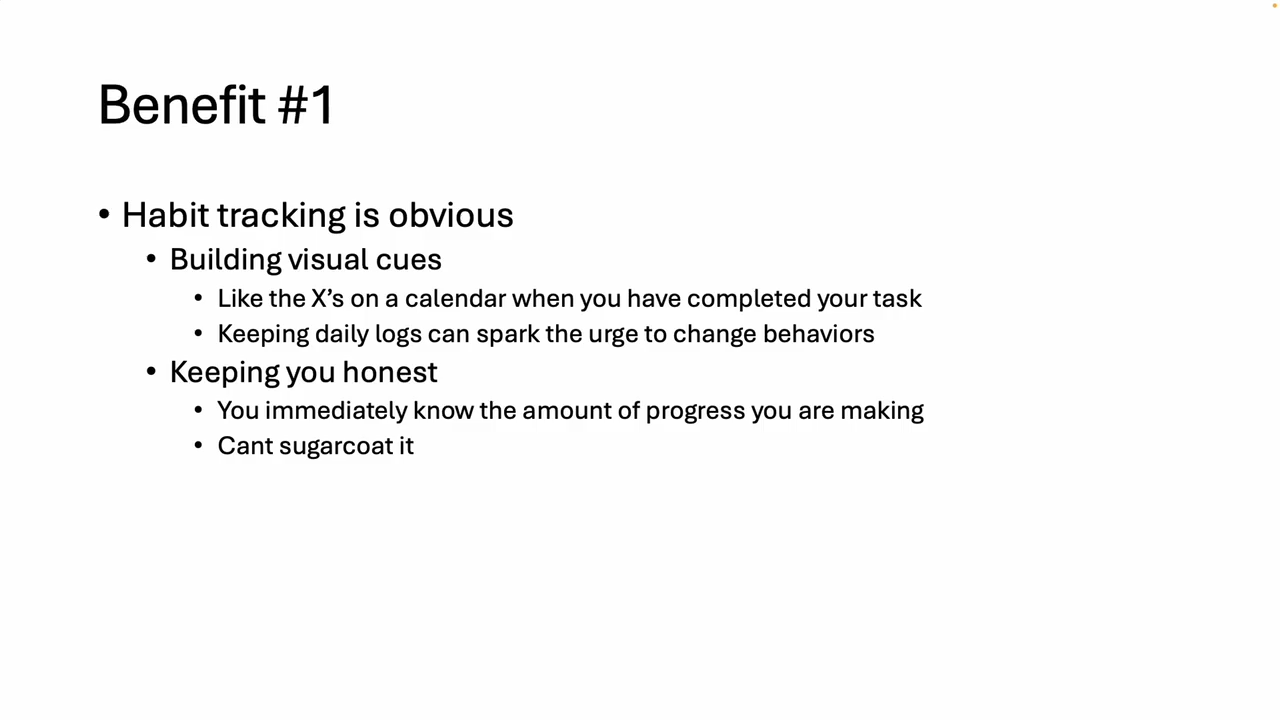 Benefit #1
• Habit tracking is obvious
• Building visual cues
• Like the X’s on a calendar when you have completed your task
• Keeping daily logs can spark the urge to change behaviors
• Keeping you honest
• You immediately know the amount of progress you are making
• Cant sugarcoat it